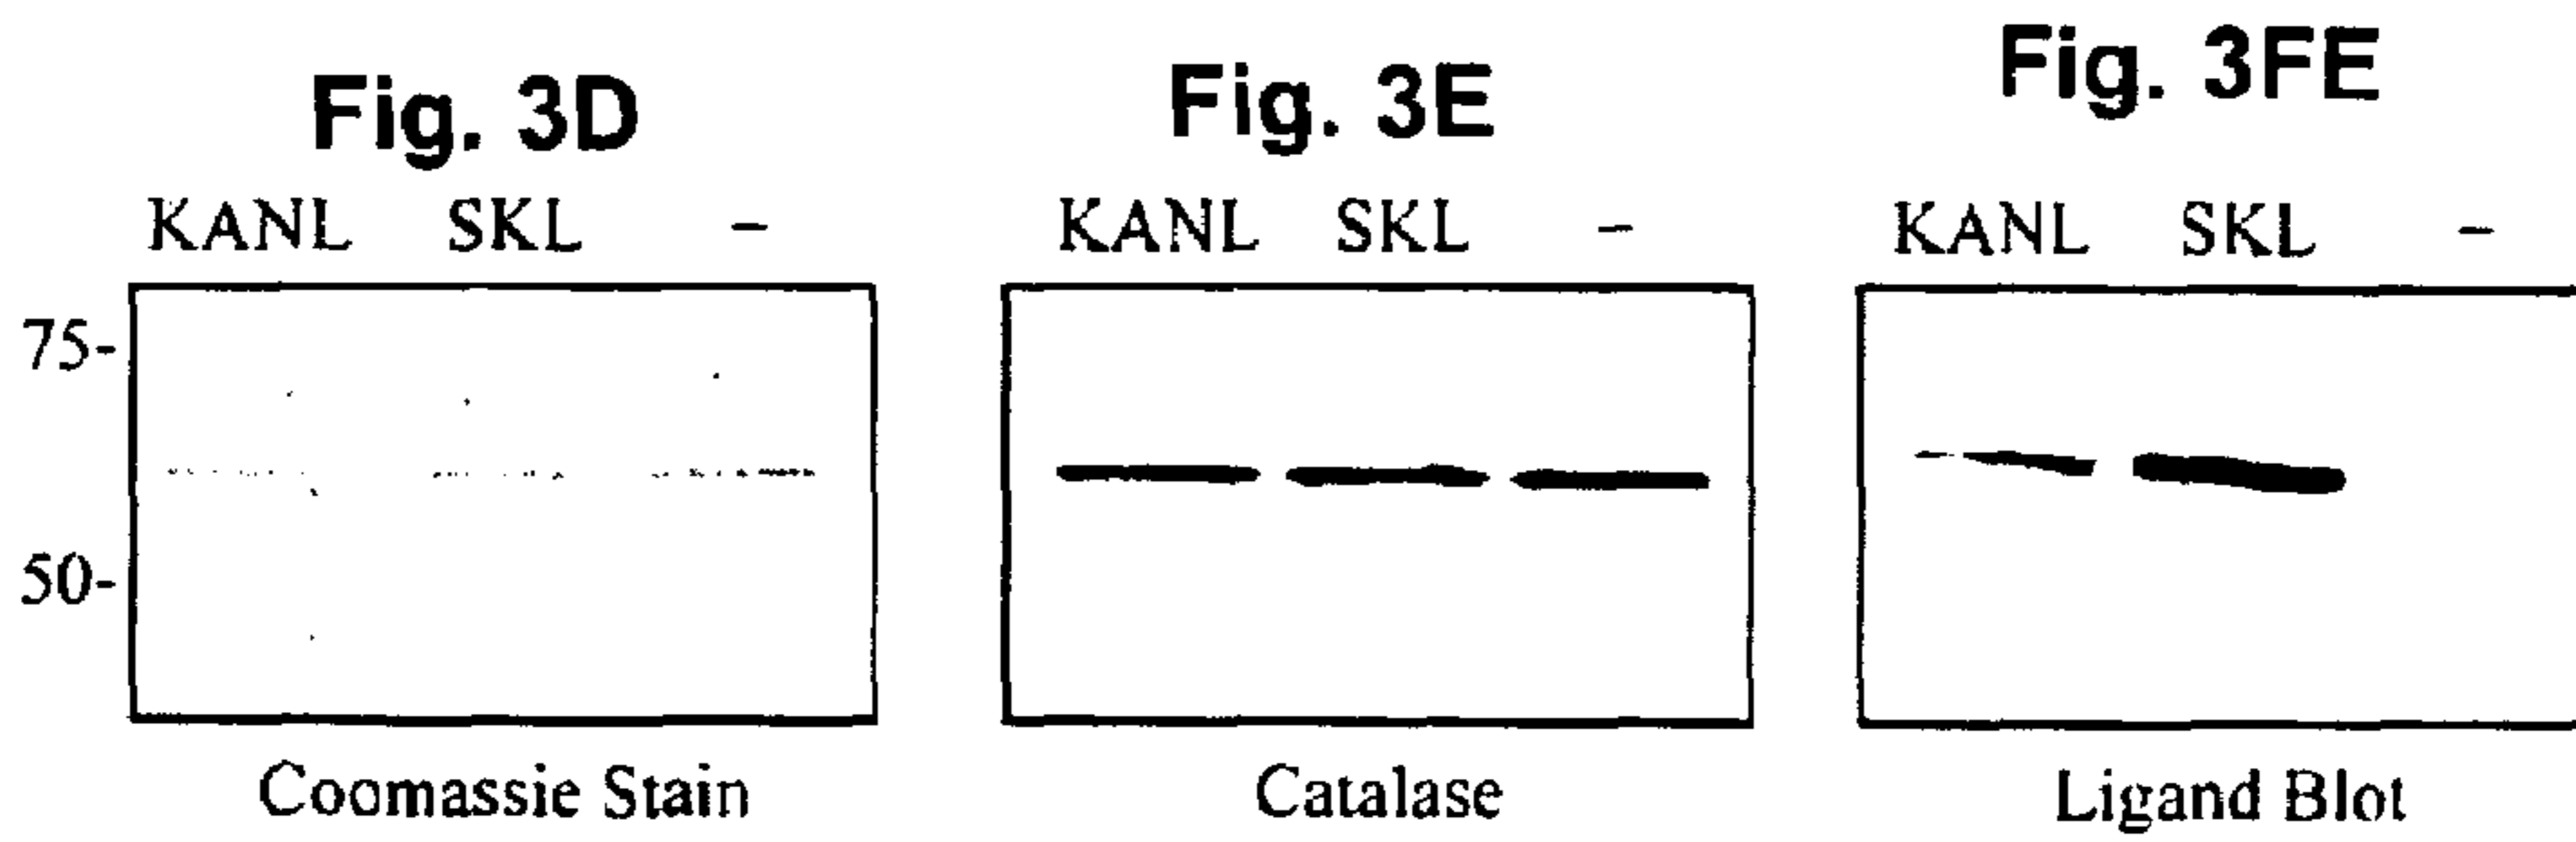 Fig. 3D Fig. 3E Fig. 3FE
KANL SKL – KANL SKL – KANL SKL –
75-
50-
Coomassie Stain Catalase Ligand Blot